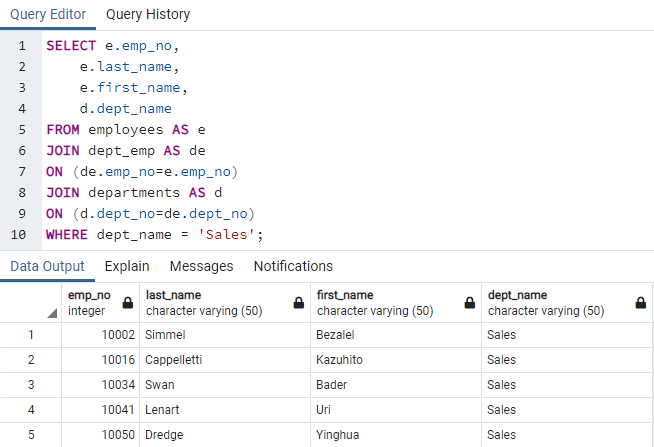 Query Editor Query History
1 SELECT e.emp_no,
2 e.last_name,
3 e.first_name,
4 d.dept_name
5 FROM employees AS e
6 JOIN dept_emp AS de
7 ON (de.emp_no=e.emp_no)
8 JOIN departments AS d
9 ON (d.dept_no=de.dept_no)
10 WHERE dept_name = 'Sales';
Data Output Explain Messages Notifications
emp_no last_name first_name dept_name
integer character varying (50) character varying (50) character varying (50)
1 10002 Simmel Bezalel Sales
2 10016 Cappelletti Kazuhito Sales
3 10034 Swan Bader Sales
4 10041 Lenart Uri Sales
5 10050 Dredge Yinghua Sales